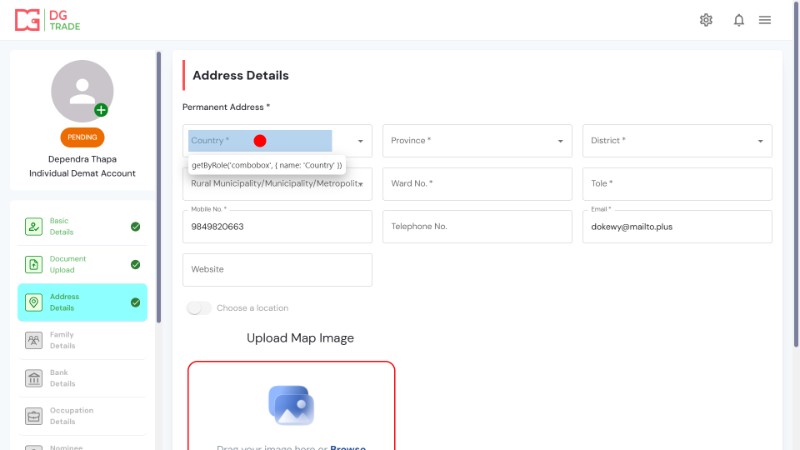 DG
TRADE
PENDING
Dependra Thapa
Individual Demat Account
Basic
Details
Document
Upload
Address
Details
Family
Details
Bank
Details
Occupation
Details
Nominee
Address Details
Permanent Address *
Country *
Province *
District *
getByRole('combobox', { name: 'Country' })
Rural Municipality/Municipality/Metropolit
Ward No. *
Tole *
Mobile No. *
9849820663
Telephone No.
Email *
dokewy@mailto.plus
Website
Choose a location
Upload Map Image
Drag your image here or Browse